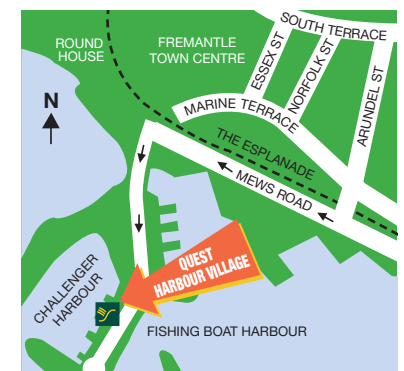 SOUTH TERRACE
ROUND
HOUSE
FREMANTLE
TOWN CENTRE
ESSEX ST
NORFOLK ST
ARUNDEL ST
N
MARINE TERRACE
THE ESPLANADE
MEWS ROAD
QUEST
HARBOUR VILLAGE
CHALLENGER
HARBOUR
FISHING BOAT HARBOUR